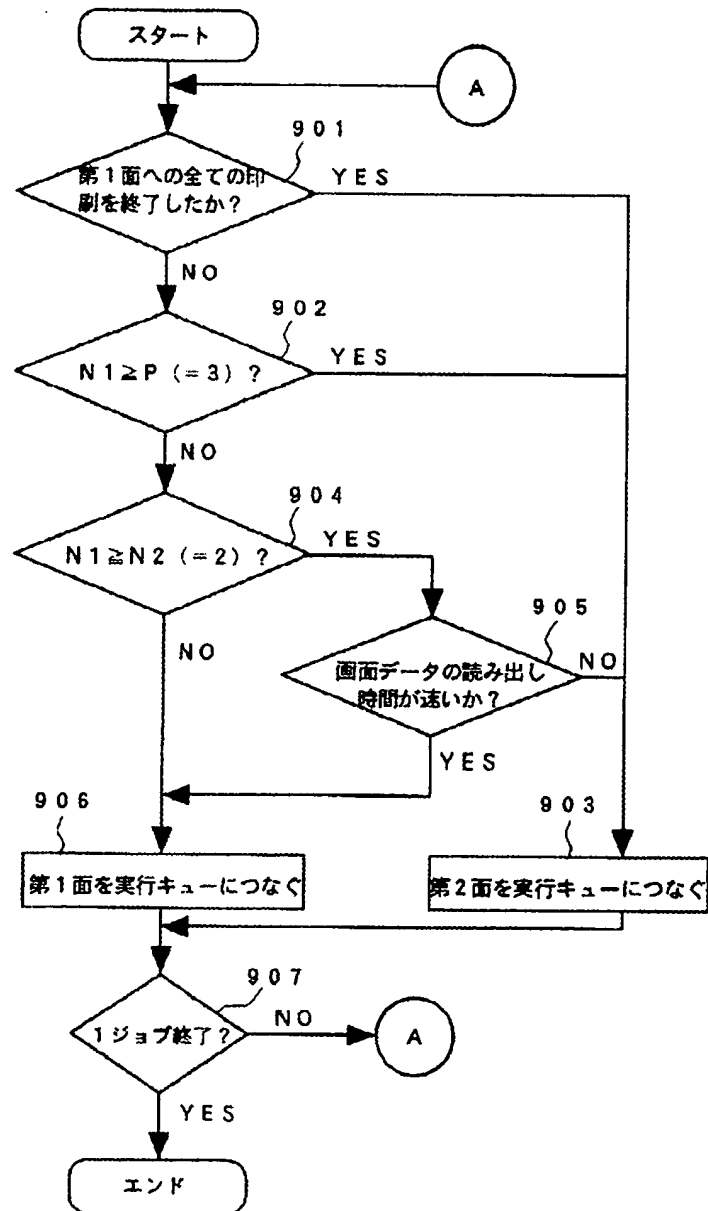 スタート
A
901
第1面への全ての印
刷を終了したか？
YES
NO
902
N1≧P（＝3）？
YES
NO
904
N1≧N2（＝2）？
YES
NO
905
画面データの読み出し
時間が速いか？
NO
YES
906
903
第1面を実行キューにつなぐ
第2面を実行キューにつなぐ
907
1ジョブ終了？
NO
A
YES
エンド